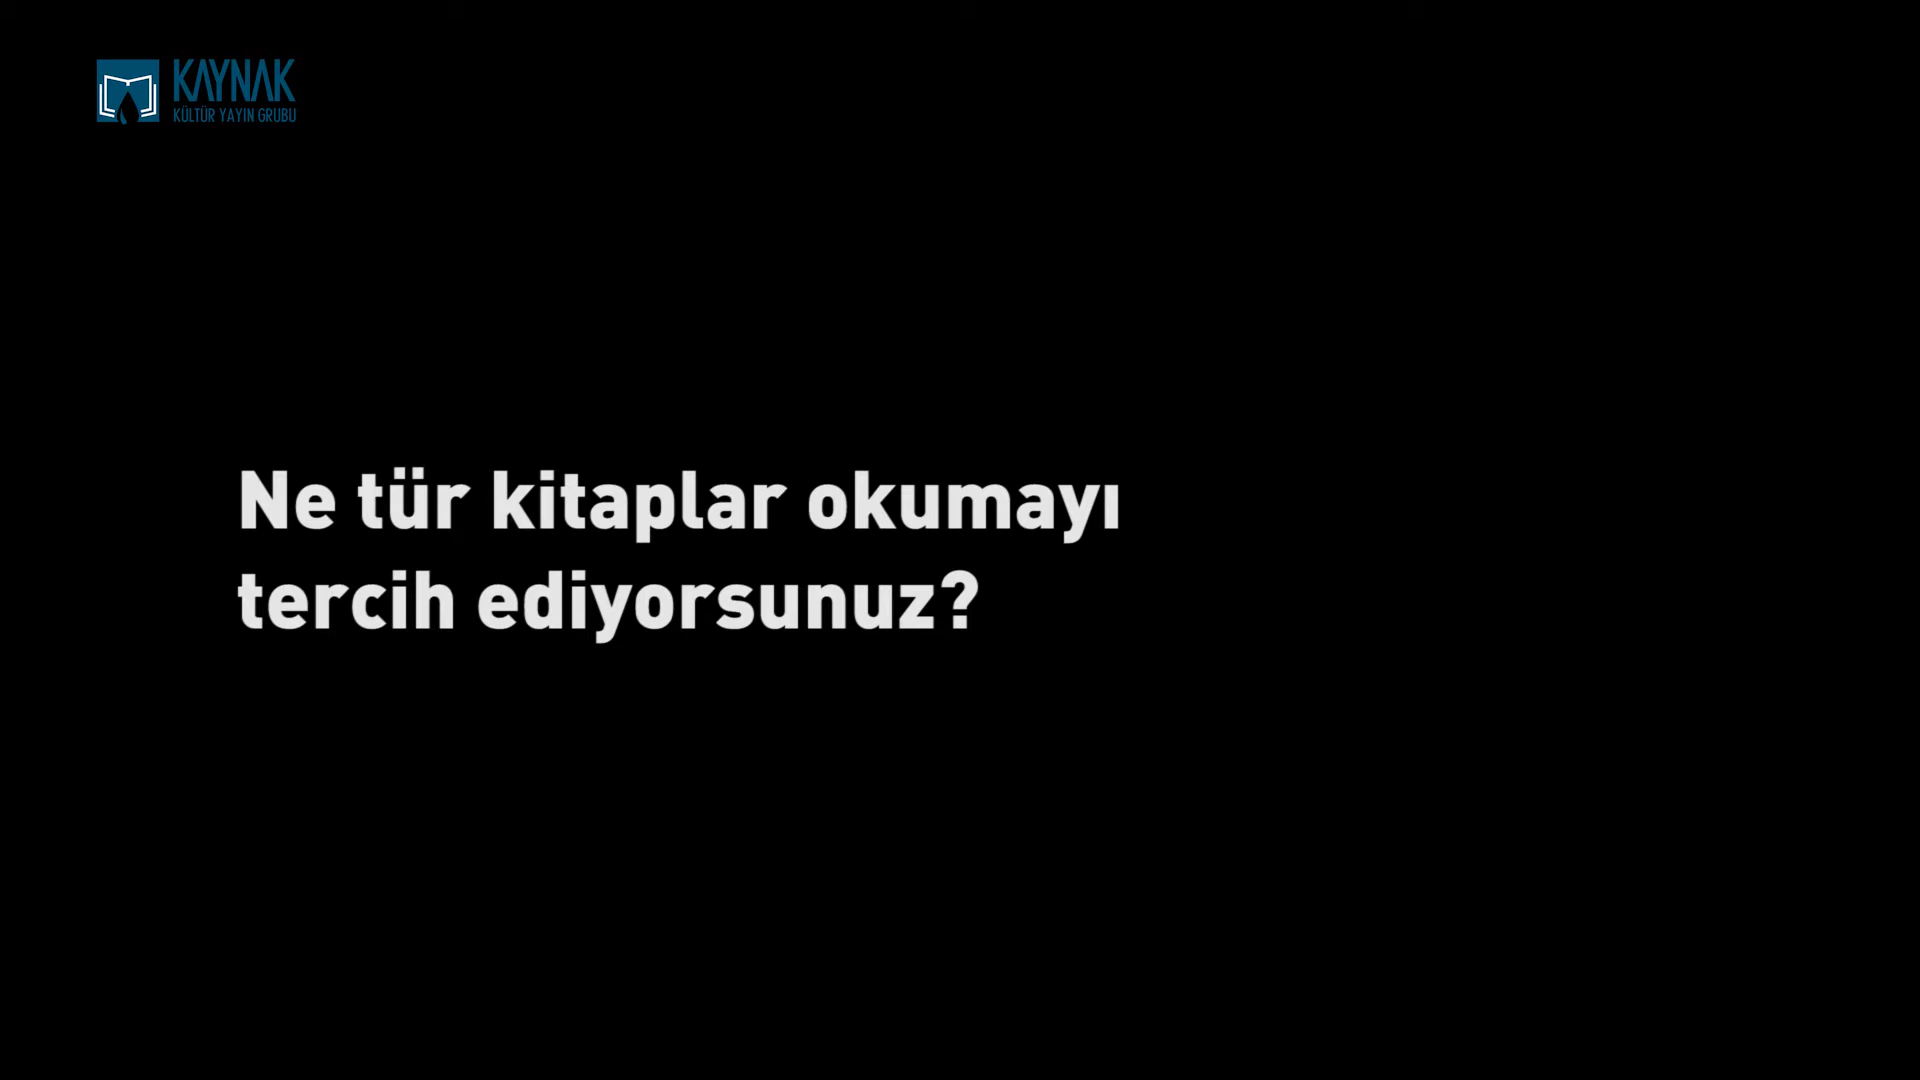 KAYNAK
KÜLTÜR YAYIN GRUBU
Ne tür kitaplar okumayı
tercih ediyorsunuz?